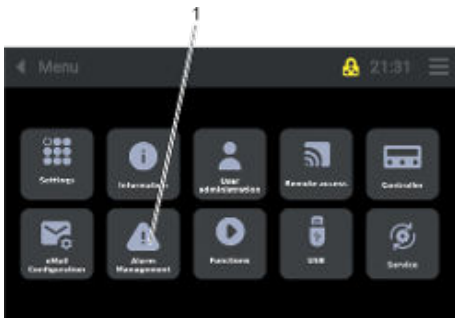 1
Menu 21:31
Settings Information User administration Remote access Controller
eMail Configuration Alarm Management Functions USB Service